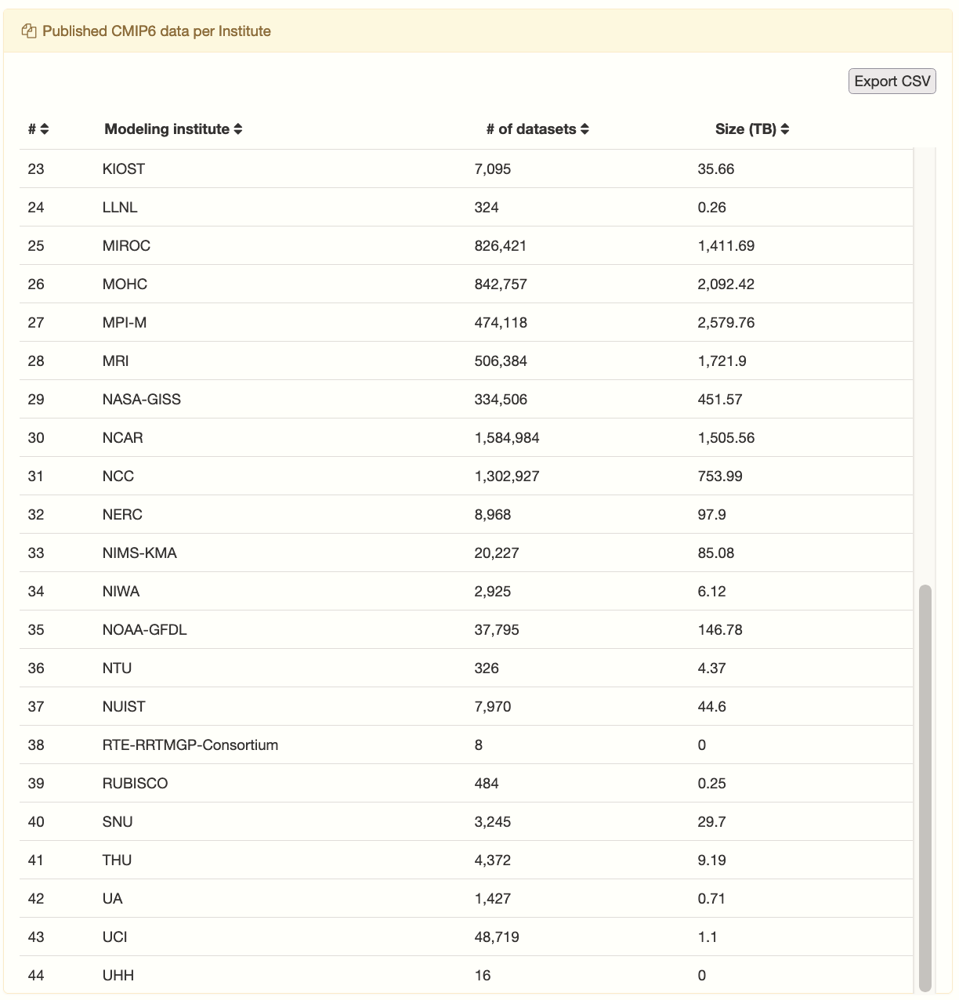 Published CMIP6 data per Institute
Export CSV
# Modeling institute # of datasets Size (TB)
23 KIOST 7,095 35.66
24 LLNL 324 0.26
25 MIROC 826,421 1,411.69
26 MOHC 842,757 2,092.42
27 MPI-M 474,118 2,579.76
28 MRI 506,384 1,721.9
29 NASA-GISS 334,506 451.57
30 NCAR 1,584,984 1,505.56
31 NCC 1,302,927 753.99
32 NERC 8,968 97.9
33 NIMS-KMA 20,227 85.08
34 NIWA 2,925 6.12
35 NOAA-GFDL 37,795 146.78
36 NTU 326 4.37
37 NUIST 7,970 44.6
38 RTE-RRTMGP-Consortium 8 0
39 RUBISCO 484 0.25
40 SNU 3,245 29.7
41 THU 4,372 9.19
42 UA 1,427 0.71
43 UCI 48,719 1.1
44 UHH 16 0